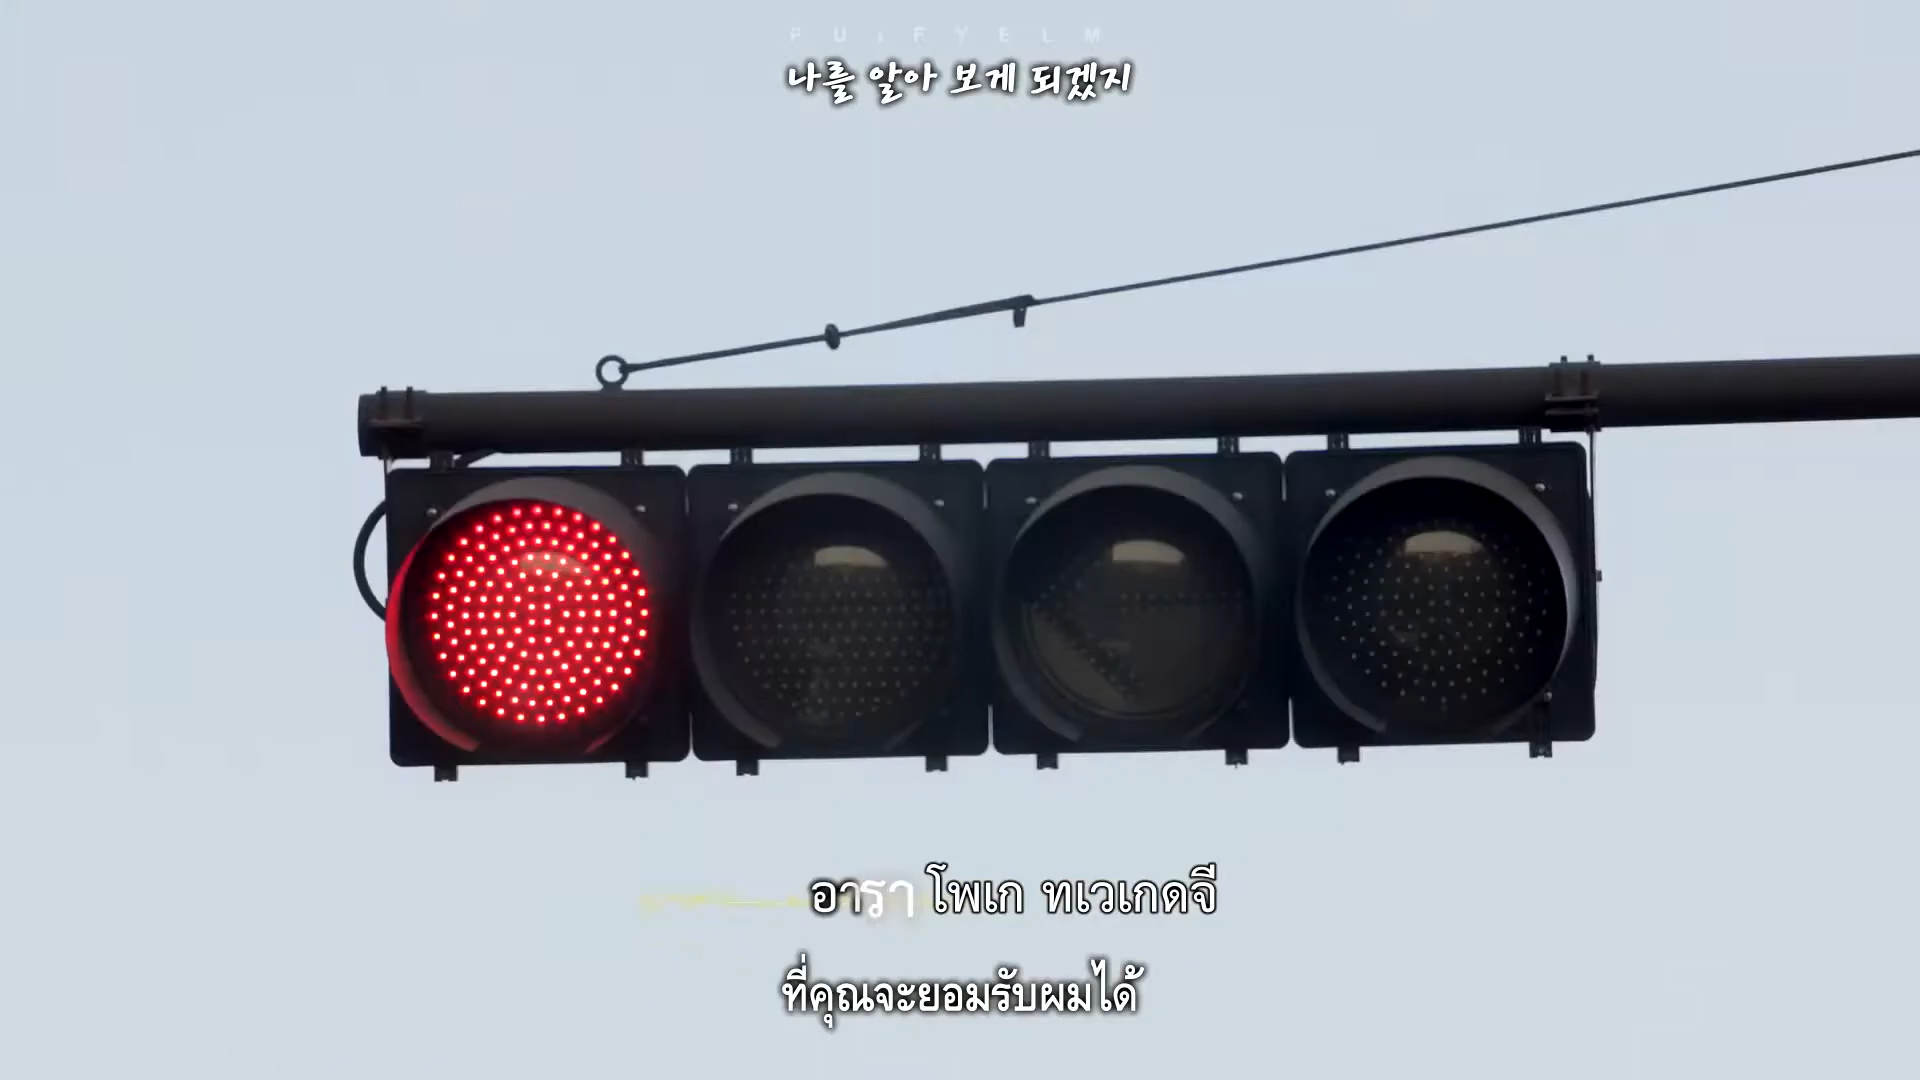 FUiFYELM
나를 알아 보게 되겠지
อารา โพเก ทเวเกดจี
ที่คุณจะยอมรับผมได้